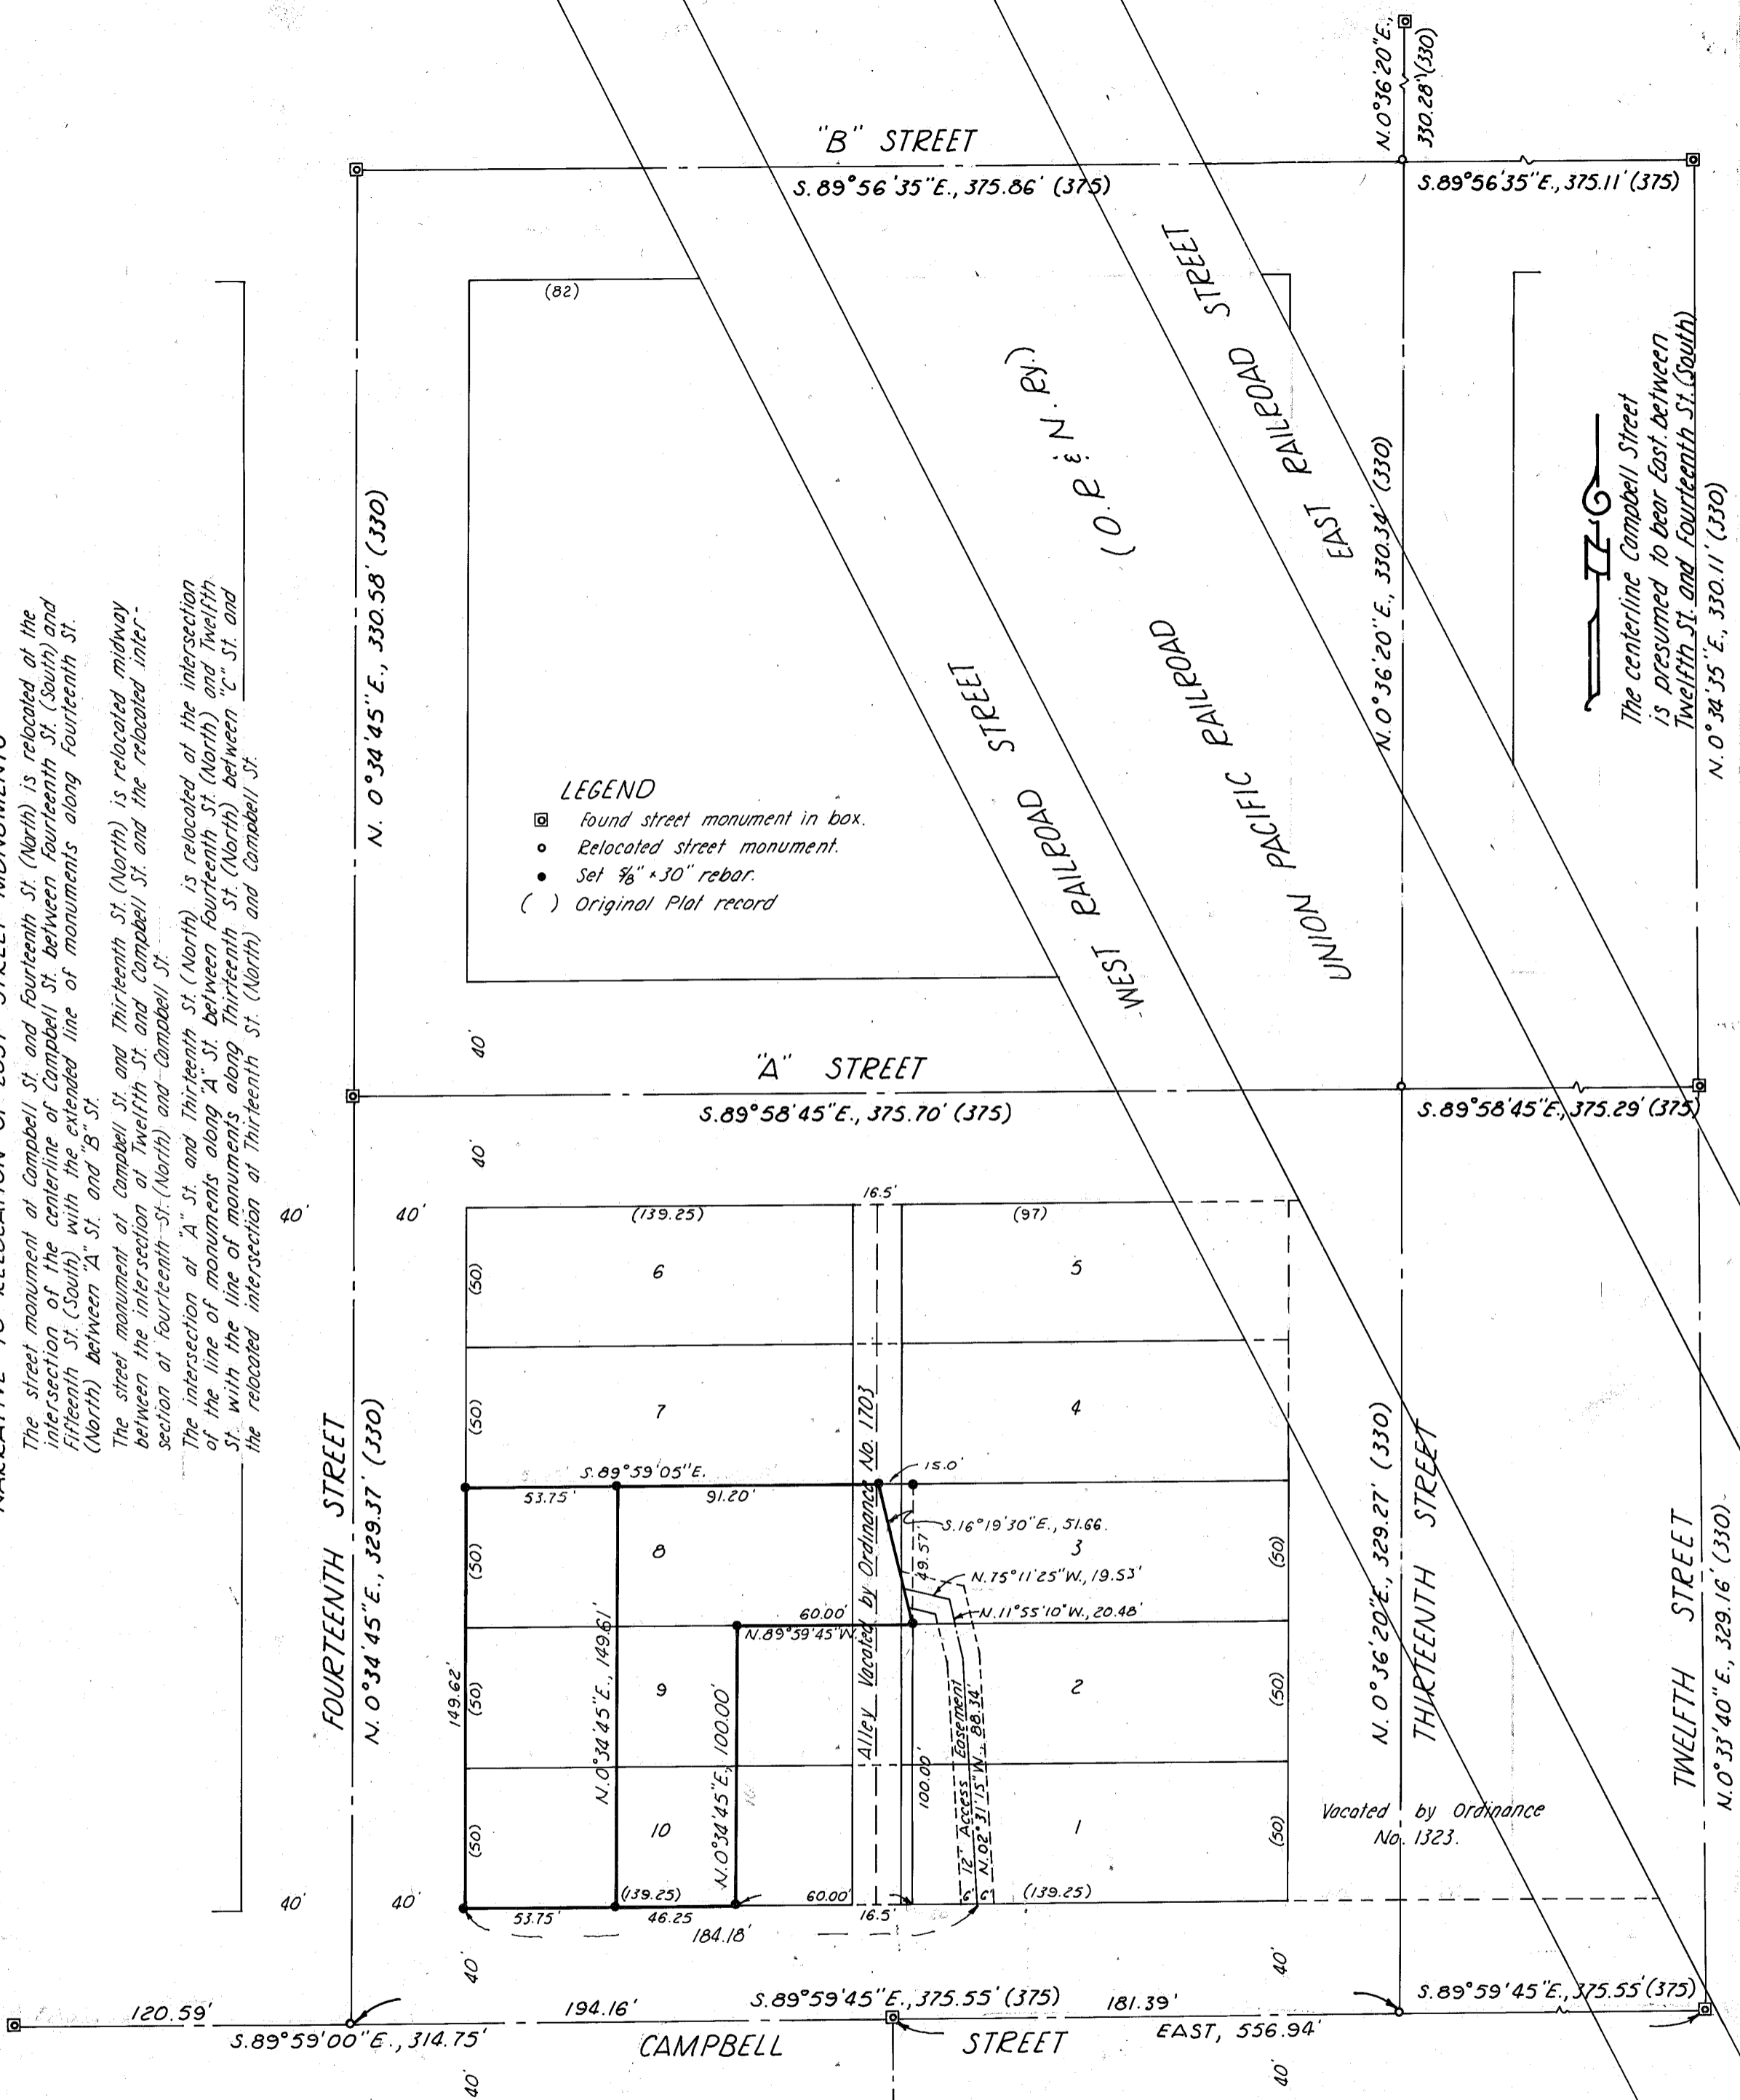 N.0°36'20"E.,
330.28'(330)
"B" STREET
S.89°56'35"E., 375.86' (375)
S.89°56'35"E., 375.11' (375)
(82)
N. 0°34'45"E., 330.58' (330)
EAST RAILROAD STREET
(O.R. & N. Ry.)
UNION PACIFIC RAILROAD
WEST RAILROAD STREET
N.0°36'20"E., 330.34' (330)
The centerline Campbell Street
is presumed to bear East between
Twelfth St. and Fourteenth St. (South)
N.0°34'35"E., 330.11' (330)
The street monument at Campbell St. and Fourteenth St. (North) is relocated at the
intersection of the centerline of Campbell St. between Fourteenth St. (South) and
Fifteenth St. (South) with the extended line of monuments along Fourteenth St.
(North) between "A" St. and "B" St.
The street monument at Campbell St. and Thirteenth St. (North) is relocated midway
between the intersection at Twelfth St. and Campbell St. and the relocated inter-
section at Fourteenth St. (North) and Campbell St.
The intersection at "A" St. and Thirteenth St. (North) is relocated at the intersection
of the line of monuments along "A" St. between Fourteenth St. (North) and Twelfth
St. with the line of monuments along Thirteenth St. (North) between "C" St. and
the relocated intersection at Thirteenth St. (North) and Campbell St.
LEGEND
Found street monument in box.
Relocated street monument.
Set 5/8" x 30" rebar.
( ) Original Plat record
40'
"A" STREET
S.89°58'45"E., 375.70' (375)
S.89°58'45"E., 375.29' (375)
40'
40'
40'
16.5'
(139.25)
(97)
(50)
6
5
(50)
7
4
FOURTEENTH STREET
N.0°34'45"E., 329.37' (330)
S.89°59'05"E.
15.0'
53.75'
91.20'
S.16°19'30"E., 51.66.
(50)
8
49.57'
3
(50)
N.75°11'25"W., 19.53'
N.11°55'10"W., 20.48'
60.00'
N.89°59'45"W.
Alley Vacated by Ordinance No. 1703
149.62'
(50)
N.0°34'45"E., 149.61'
9
N.0°34'45"E., 100.00'
2
(50)
100.00'
12' Access Easement
N.02°31'15"W., 88.34'
(50)
10
1
(50)
N.0°36'20"E., 329.27' (330)
THIRTEENTH STREET
TWELFTH STREET
N.0°33'40"E., 329.16' (330)
Vacated by Ordinance
No. 1323.
40'
40'
(139.25)
60.00'
6' 6'
(139.25)
53.75'
46.25
16.5'
184.18'
40'
40'
120.59'
194.16'
S.89°59'45"E., 375.55' (375)
181.39'
S.89°59'45"E., 375.55' (375)
S.89°59'00"E., 314.75'
CAMPBELL STREET
EAST, 556.94'
40'
40'